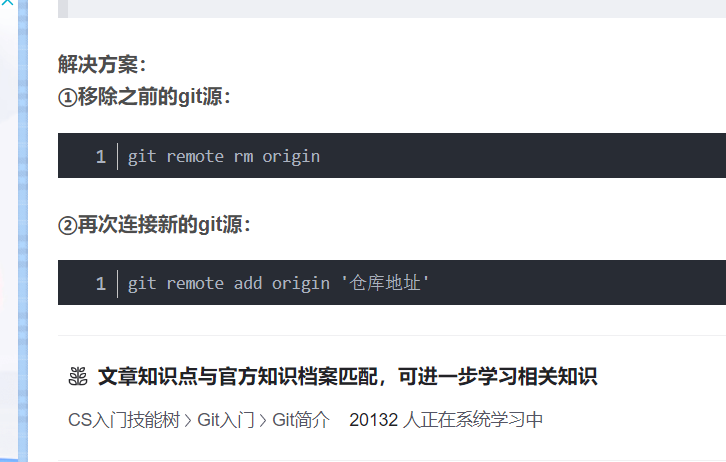 解决方案：
①移除之前的git源：
1 git remote rm origin
②再次连接新的git源：
1 git remote add origin '仓库地址'
文章知识点与官方知识档案匹配，可进一步学习相关知识
CS入门技能树 > Git入门 > Git简介 20132 人正在系统学习中